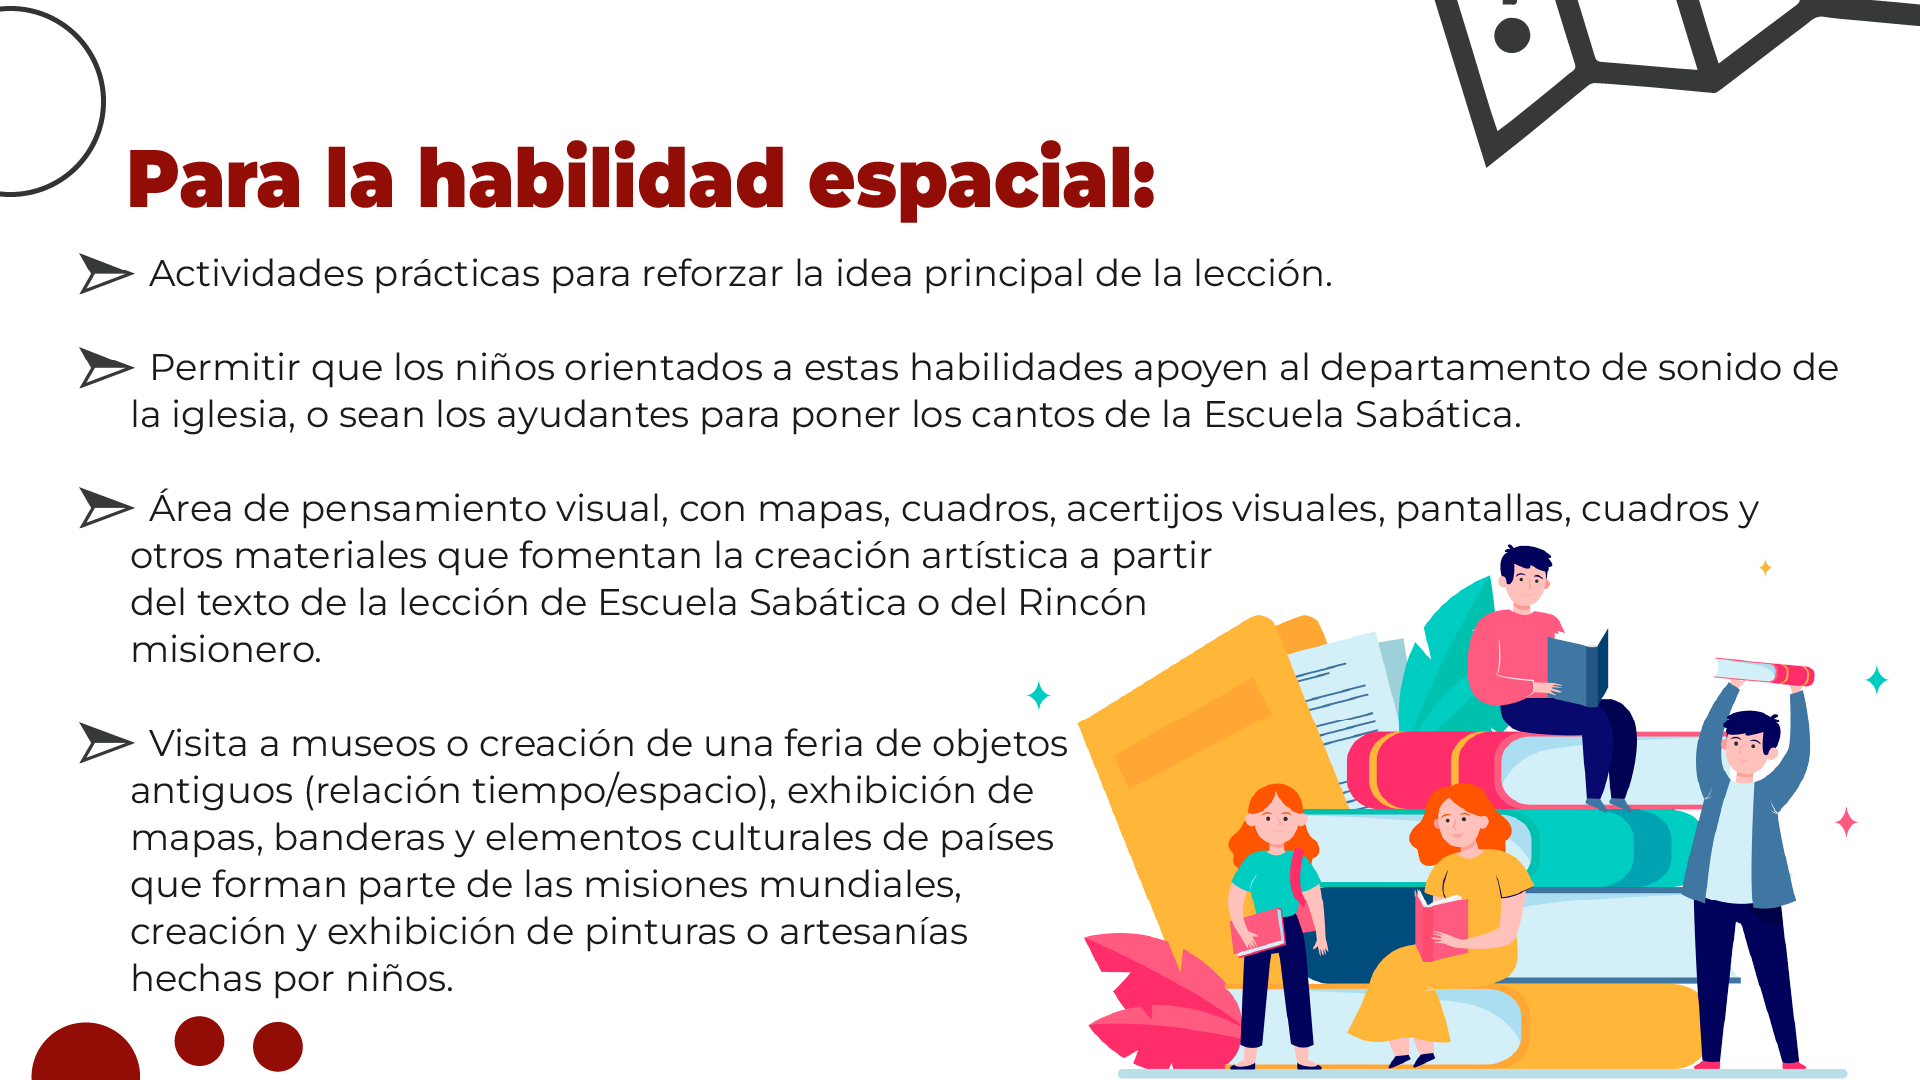 Para la habilidad espacial:
Actividades prácticas para reforzar la idea principal de la lección.
Permitir que los niños orientados a estas habilidades apoyen al departamento de sonido de
la iglesia, o sean los ayudantes para poner los cantos de la Escuela Sabática.
Área de pensamiento visual, con mapas, cuadros, acertijos visuales, pantallas, cuadros y
otros materiales que fomentan la creación artística a partir
del texto de la lección de Escuela Sabática o del Rincón
misionero.
Visita a museos o creación de una feria de objetos
antiguos (relación tiempo/espacio), exhibición de
mapas, banderas y elementos culturales de países
que forman parte de las misiones mundiales,
creación y exhibición de pinturas o artesanías
hechas por niños.